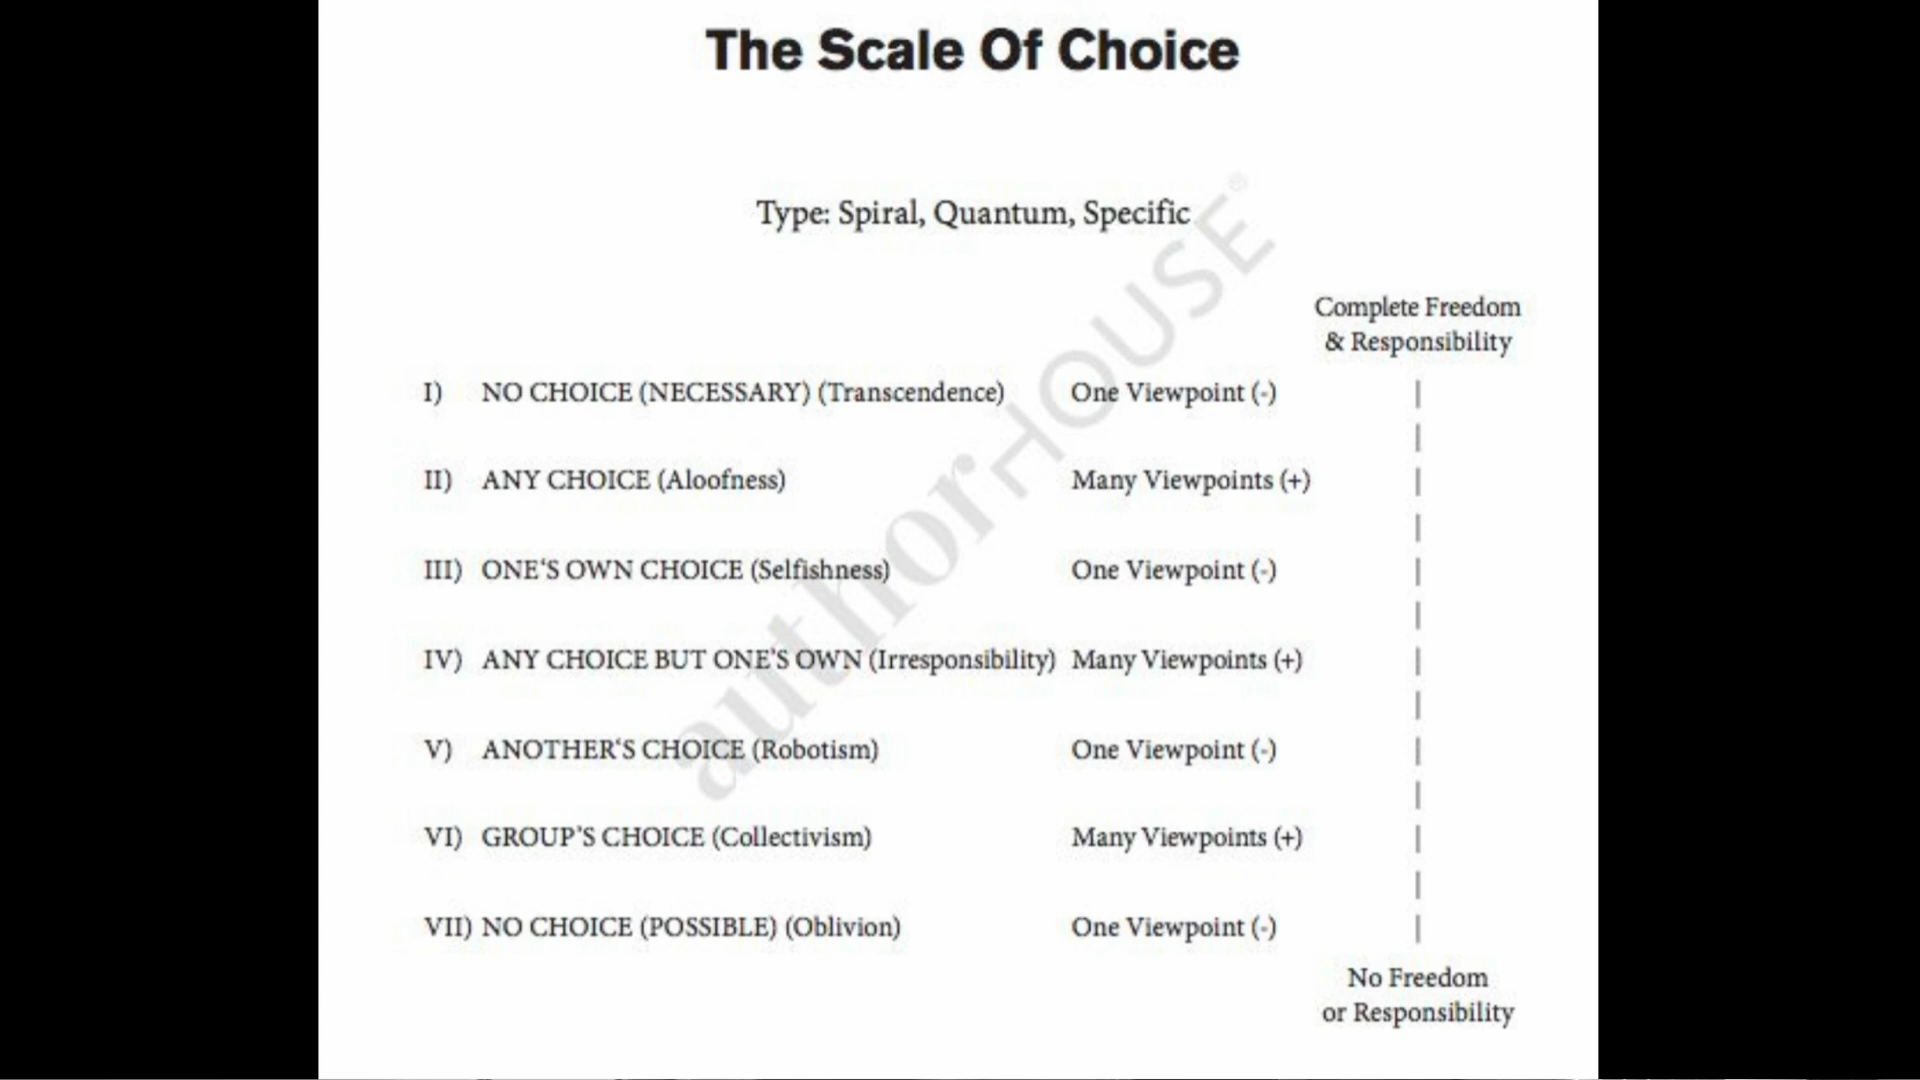 The Scale Of Choice
Type: Spiral, Quantum, Specific
Complete Freedom
& Responsibility
I) NO CHOICE (NECESSARY) (Transcendence) One Viewpoint (-)
II) ANY CHOICE (Aloofness) Many Viewpoints (+)
III) ONE‘S OWN CHOICE (Selfishness) One Viewpoint (-)
IV) ANY CHOICE BUT ONE’S OWN (Irresponsibility) Many Viewpoints (+)
V) ANOTHER‘S CHOICE (Robotism) One Viewpoint (-)
VI) GROUP’S CHOICE (Collectivism) Many Viewpoints (+)
VII) NO CHOICE (POSSIBLE) (Oblivion) One Viewpoint (-)
No Freedom
or Responsibility
authorHOUSE®